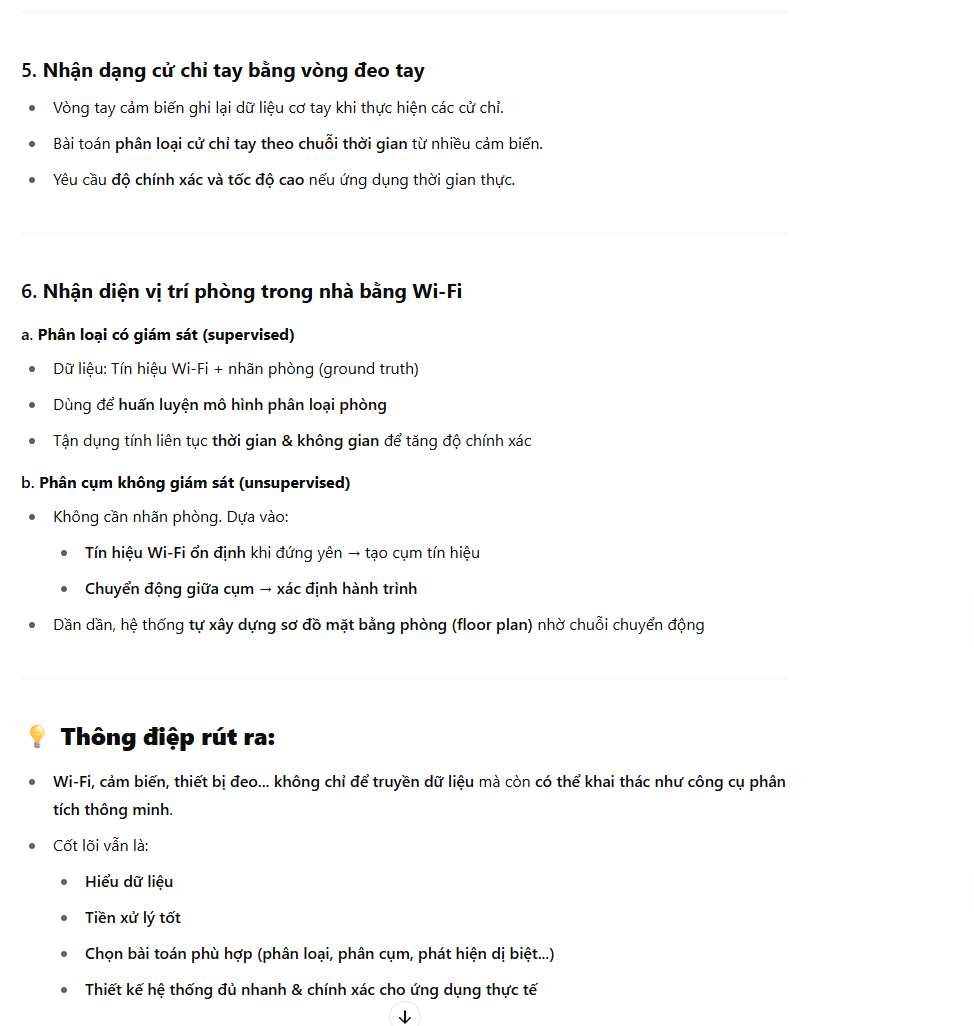 5. Nhận dạng cử chỉ tay bằng vòng đeo tay
Vòng tay cảm biến ghi lại dữ liệu cơ tay khi thực hiện các cử chỉ.
Bài toán phân loại cử chỉ tay theo chuỗi thời gian từ nhiều cảm biến.
Yêu cầu độ chính xác và tốc độ cao nếu ứng dụng thời gian thực.
6. Nhận diện vị trí phòng trong nhà bằng Wi-Fi
a. Phân loại có giám sát (supervised)
Dữ liệu: Tín hiệu Wi-Fi + nhãn phòng (ground truth)
Dùng để huấn luyện mô hình phân loại phòng
Tận dụng tính liên tục thời gian & không gian để tăng độ chính xác
b. Phân cụm không giám sát (unsupervised)
Không cần nhãn phòng. Dựa vào:
Tín hiệu Wi-Fi ổn định khi đứng yên → tạo cụm tín hiệu
Chuyển động giữa cụm → xác định hành trình
Dần dần, hệ thống tự xây dựng sơ đồ mặt bằng phòng (floor plan) nhờ chuỗi chuyển động
💡 Thông điệp rút ra:
Wi-Fi, cảm biến, thiết bị đeo... không chỉ để truyền dữ liệu mà còn có thể khai thác như công cụ phân
tích thông minh.
Cốt lõi vẫn là:
Hiểu dữ liệu
Tiền xử lý tốt
Chọn bài toán phù hợp (phân loại, phân cụm, phát hiện dị biệt...)
Thiết kế hệ thống đủ nhanh & chính xác cho ứng dụng thực tế